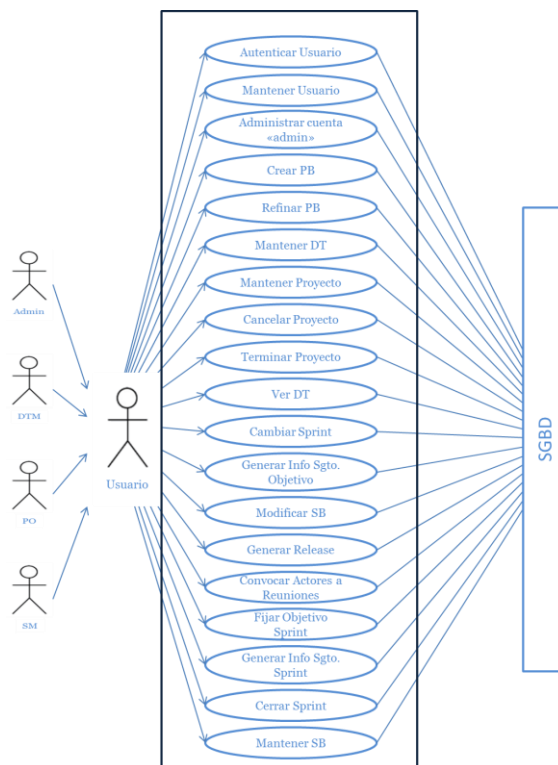 Autenticar Usuario
Mantener Usuario
Administrar cuenta
«admin»
Crear PB
Refinar PB
Mantener DT
Mantener Proyecto
Cancelar Proyecto
Terminar Proyecto
Ver DT
Cambiar Sprint
Generar Info Sgto.
Objetivo
Modificar SB
Generar Release
Convocar Actores a
Reuniones
Fijar Objetivo
Sprint
Generar Info Sgto.
Sprint
Cerrar Sprint
Mantener SB
Admin
DTM
PO
SM
Usuario
SGBD